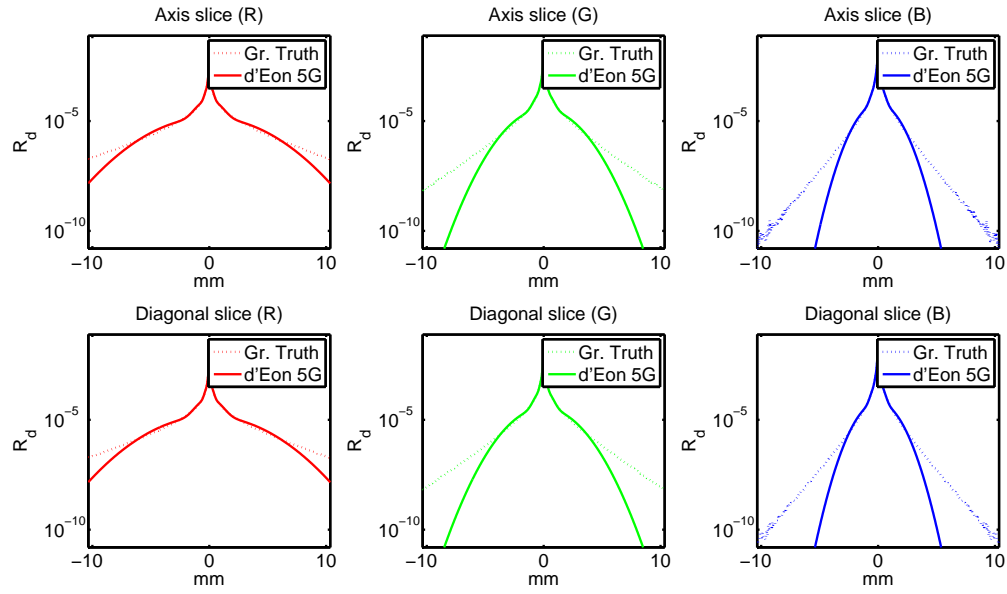 Axis slice (R)
Gr. Truth
d'Eon 5G
R_d
10^−5
10^−10
−10 0 10
mm
Axis slice (G)
Gr. Truth
d'Eon 5G
R_d
10^−5
10^−10
−10 0 10
mm
Axis slice (B)
Gr. Truth
d'Eon 5G
R_d
10^−5
10^−10
−10 0 10
mm
Diagonal slice (R)
Gr. Truth
d'Eon 5G
R_d
10^−5
10^−10
−10 0 10
mm
Diagonal slice (G)
Gr. Truth
d'Eon 5G
R_d
10^−5
10^−10
−10 0 10
mm
Diagonal slice (B)
Gr. Truth
d'Eon 5G
R_d
10^−5
10^−10
−10 0 10
mm